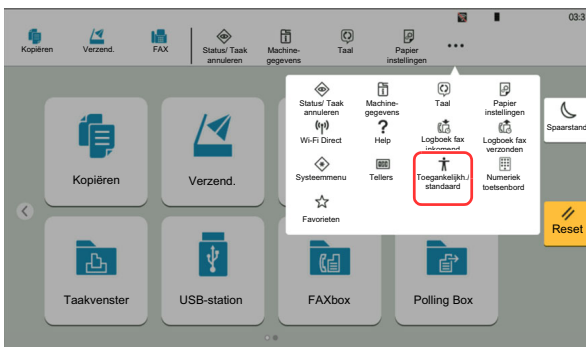 03:3
Kopiëren
Verzend.
FAX
Status/ Taak
annuleren
Machine-
gegevens
Taal
Papier
instellingen
Status/ Taak
annuleren
Machine-
gegevens
Taal
Papier
instellingen
Wi-Fi Direct
Help
Logboek fax
inkomend
Logboek fax
verzonden
Systeemmenu
Tellers
Toegankelijkh./
standaard
Numeriek
toetsenbord
Favorieten
Spaarstand
Reset
Kopiëren
Verzend.
Taakvenster
USB-station
FAXbox
Polling Box